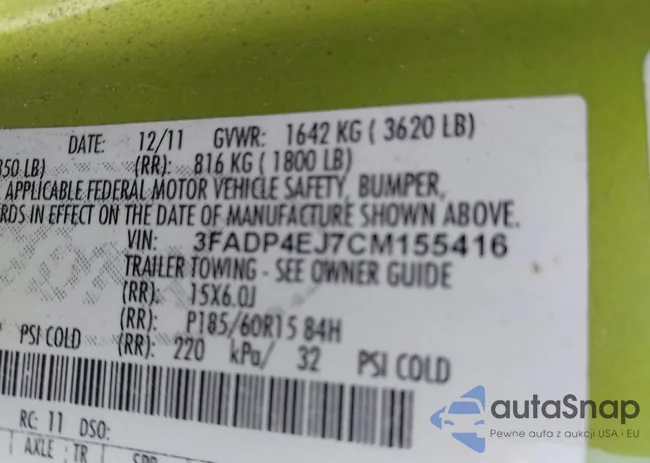 DATE: 12/11 GVWR: 1642 KG ( 3620 LB)
350 LB) (RR): 816 KG ( 1800 LB)
APPLICABLE FEDERAL MOTOR VEHICLE SAFETY, BUMPER,
RDS IN EFFECT ON THE DATE OF MANUFACTURE SHOWN ABOVE.
VIN: 3FADP4EJ7CM155416
TRAILER TOWING - SEE OWNER GUIDE
(RR): 15X6.0J
(RR): P185/60R15 84H
PSI COLD (RR): 220 kPa/ 32 PSI COLD
RC: 11 DSO:
AXLE TR SPR
autaSnap
Pewne auta z aukcji USA i EU